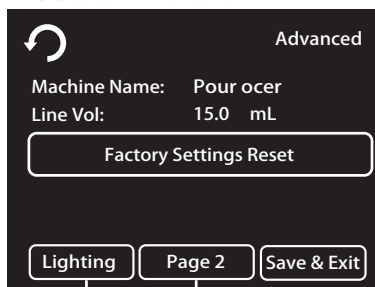 Advanced
Machine Name: Pour ocer
Line Vol: 15.0 mL
Factory Settings Reset
Lighting Page 2 Save & Exit